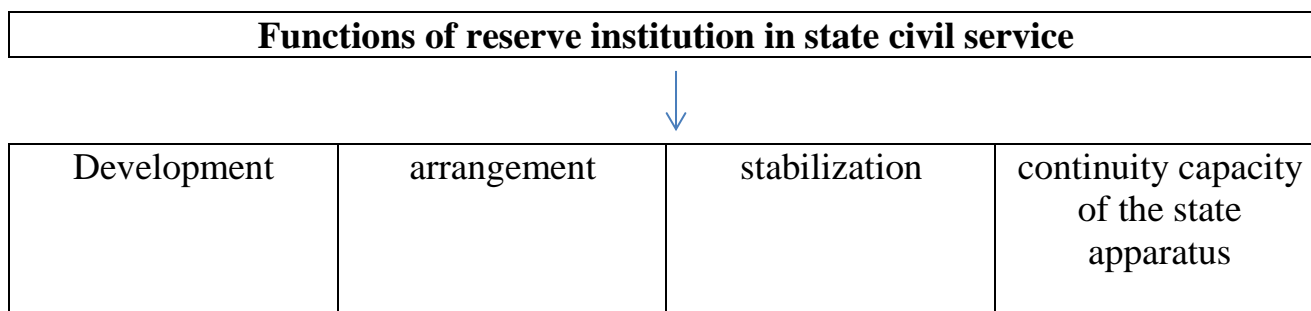 Functions of reserve institution in state civil service
Development
arrangement
stabilization
continuity capacity
of the state
apparatus